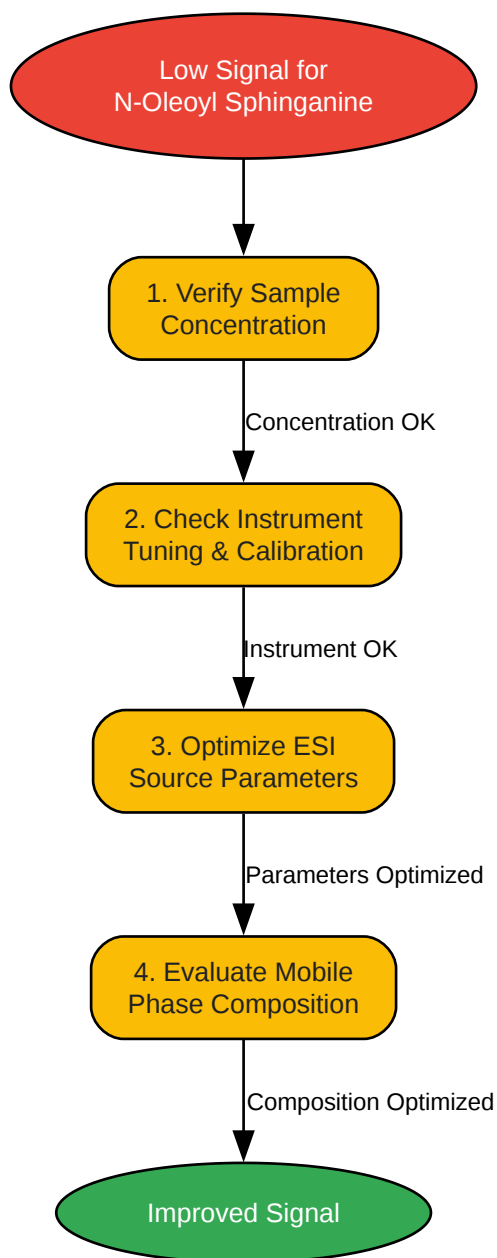 Low Signal for
N-Oleoyl Sphinganine
1. Verify Sample
Concentration
Concentration OK
2. Check Instrument
Tuning & Calibration
Instrument OK
3. Optimize ESI
Source Parameters
Parameters Optimized
4. Evaluate Mobile
Phase Composition
Composition Optimized
Improved Signal